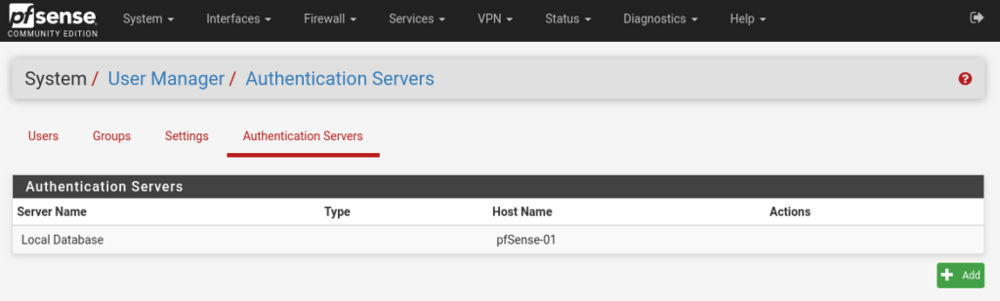 pfsense
COMMUNITY EDITION
System Interfaces Firewall Services VPN Status Diagnostics Help
System / User Manager / Authentication Servers
Users Groups Settings Authentication Servers
Authentication Servers
Server Name Type Host Name Actions
Local Database pfSense-01
Add